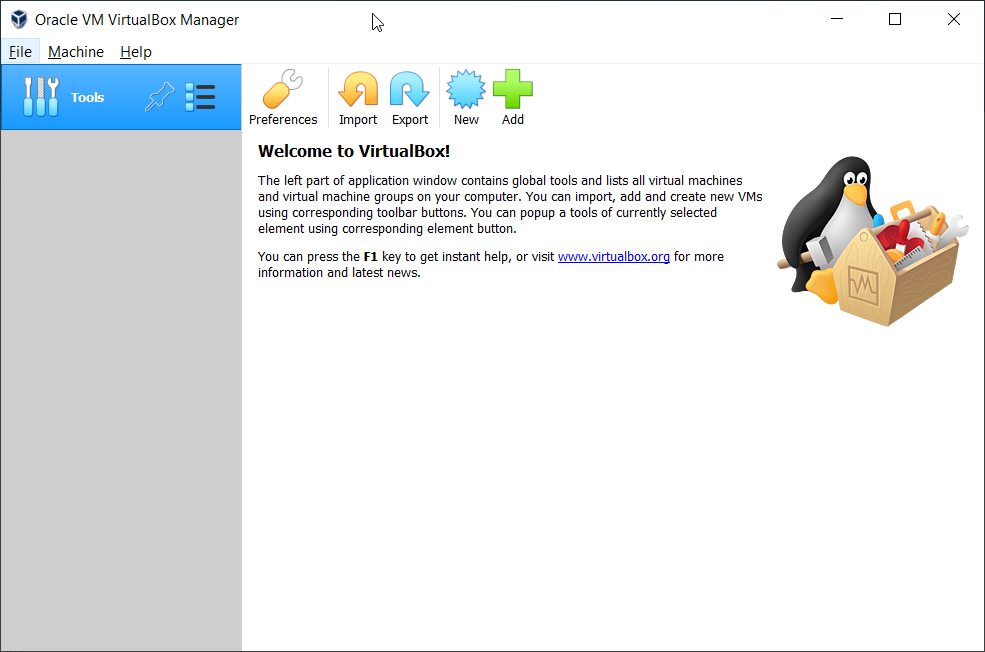 Oracle VM VirtualBox Manager
File Machine Help
Tools
Preferences Import Export New Add
Welcome to VirtualBox!
The left part of application window contains global tools and lists all virtual machines
and virtual machine groups on your computer. You can import, add and create new VMs
using corresponding toolbar buttons. You can popup a tools of currently selected
element using corresponding element button.
You can press the F1 key to get instant help, or visit www.virtualbox.org for more
information and latest news.
VM